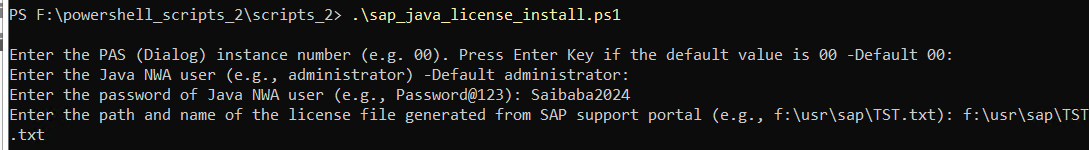 PS F:\powershell_scripts_2\scripts_2> .\sap_java_license_install.ps1
Enter the PAS (Dialog) instance number (e.g. 00). Press Enter Key if the default value is 00 -Default 00:
Enter the Java NWA user (e.g., administrator) -Default administrator:
Enter the password of Java NWA user (e.g., Password@123): Saibaba2024
Enter the path and name of the license file generated from SAP support portal (e.g., f:\usr\sap\TST.txt): f:\usr\sap\TST
.txt